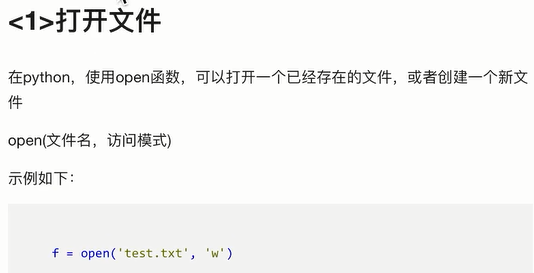 <1>打开文件
在python，使用open函数，可以打开一个已经存在的文件，或者创建一个新文
件
open(文件名，访问模式)
示例如下：
f = open('test.txt', 'w')